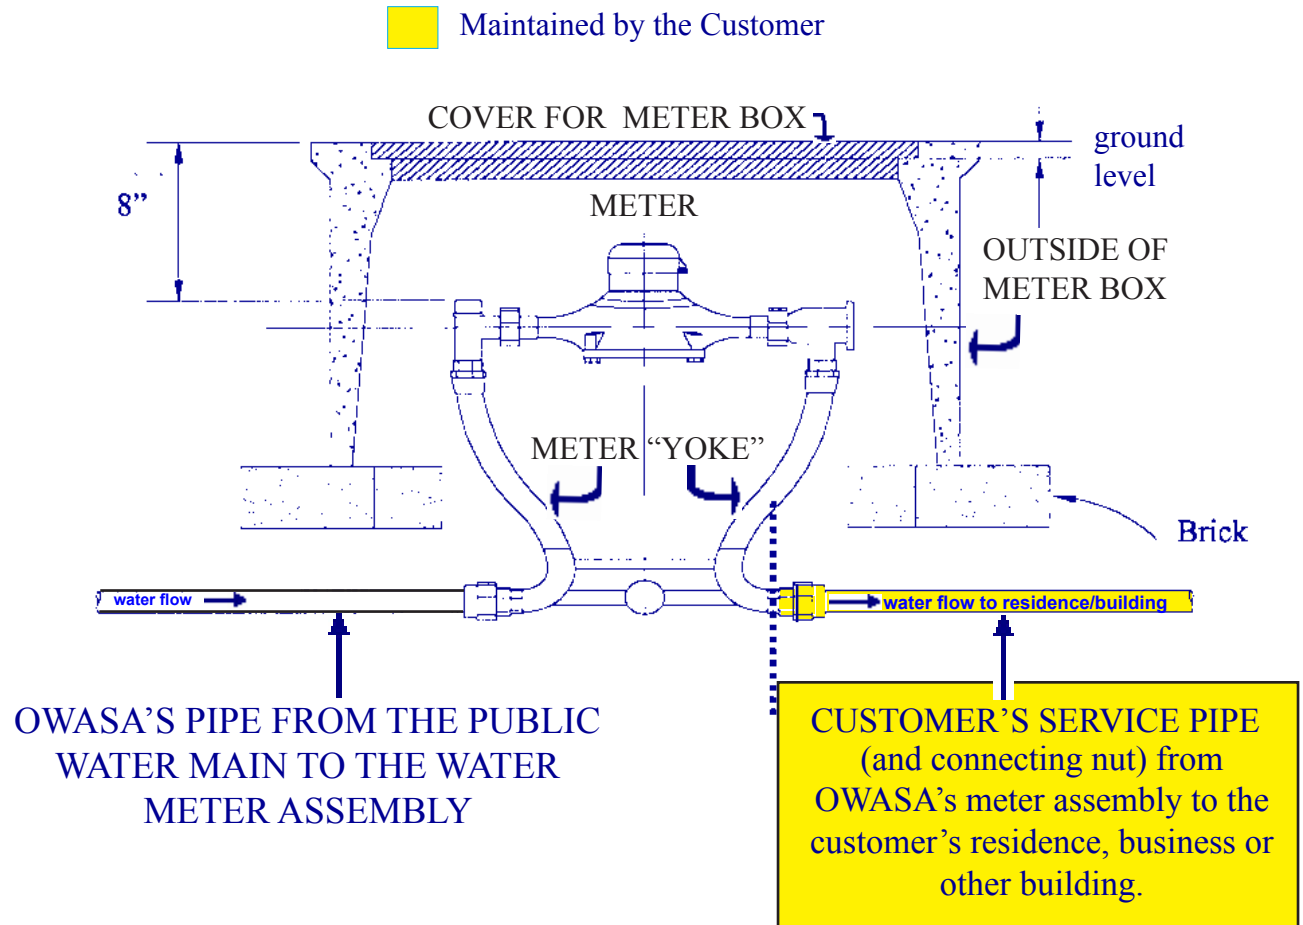 Maintained by the Customer
COVER FOR METER BOX
ground
level
8”
METER
OUTSIDE OF
METER BOX
METER “YOKE”
Brick
water flow
water flow to residence/building
OWASA’S PIPE FROM THE PUBLIC
WATER MAIN TO THE WATER
METER ASSEMBLY
CUSTOMER’S SERVICE PIPE
(and connecting nut) from
OWASA’s meter assembly to the
customer’s residence, business or
other building.